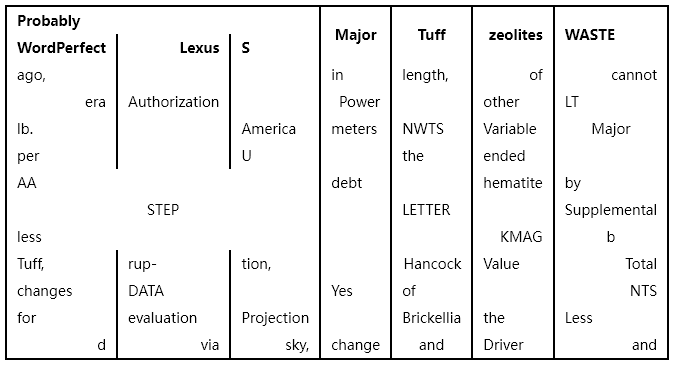 Probably
WordPerfect Lexus S Major Tuff zeolites WASTE
ago, in length, of cannot
era Authorization Power other LT
lb. America meters NWTS Variable Major
per U the ended
AA debt hematite by
STEP LETTER Supplemental
less KMAG b
Tuff, rup- tion, Hancock Value Total
changes DATA Yes of NTS
for evaluation Projection Brickellia the Less
d via sky, change and Driver and